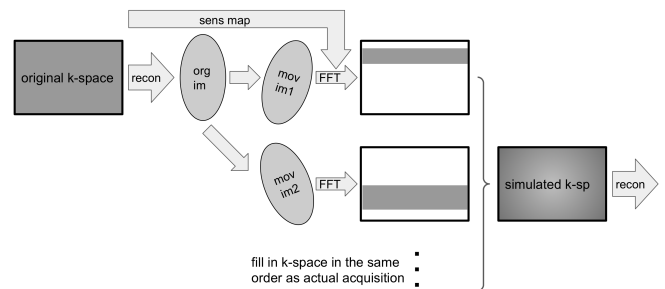 sens map
original k-space
recon
org
im
mov
im1
FFT
mov
im2
FFT
simulated k-sp
recon
fill in k-space in the same
order as actual acquisition